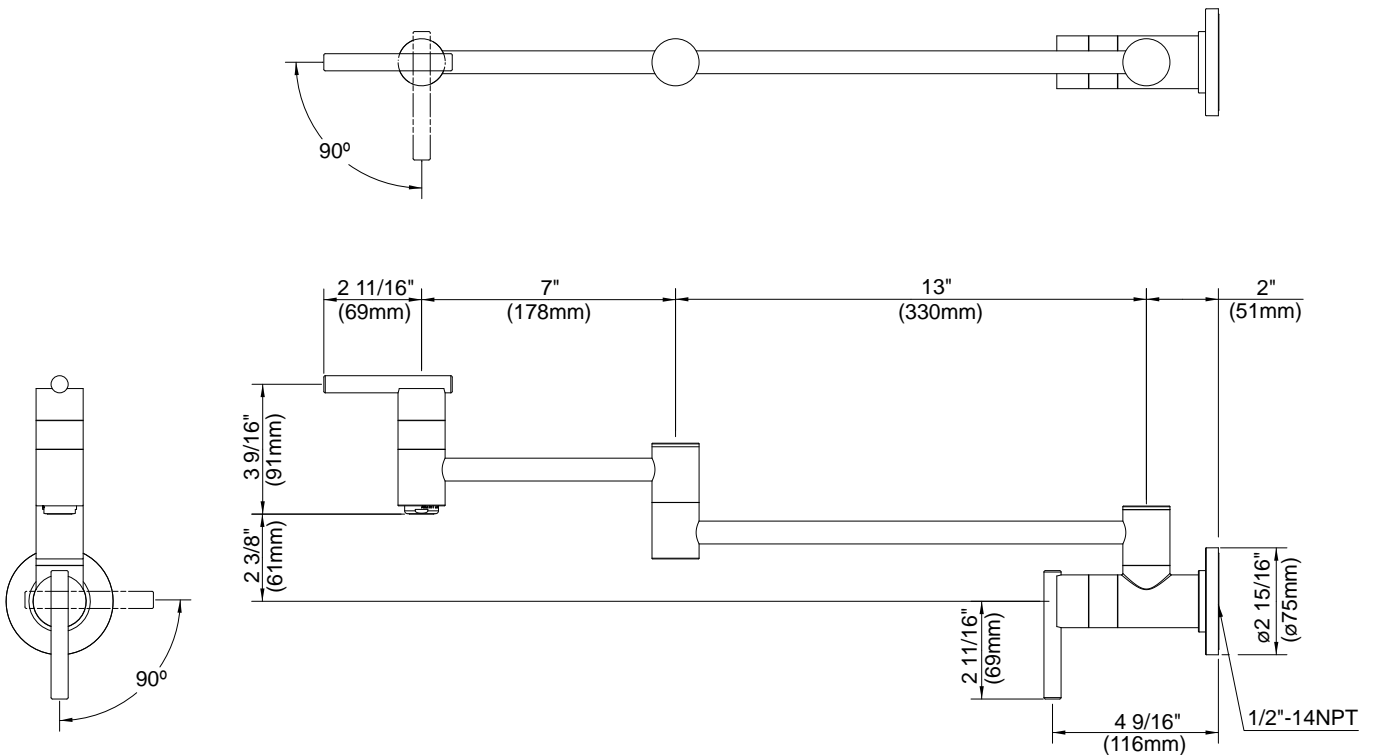 90º
2 11/16"
(69mm)
7"
(178mm)
13"
(330mm)
2"
(51mm)
3 9/16"
(91mm)
2 3/8"
(61mm)
2 11/16"
(69mm)
ø2 15/16"
(ø75mm)
90º
4 9/16"
(116mm)
1/2"-14NPT